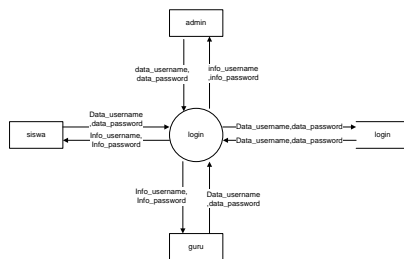 admin
data_username,
data_password
info_username
,info_password
Data_username
,data_password
siswa
Info_username,
Info_password
login
Data_username,data_password
Data_username,data_password
login
Info_username,
Info_password
Data_username
,data_password
guru